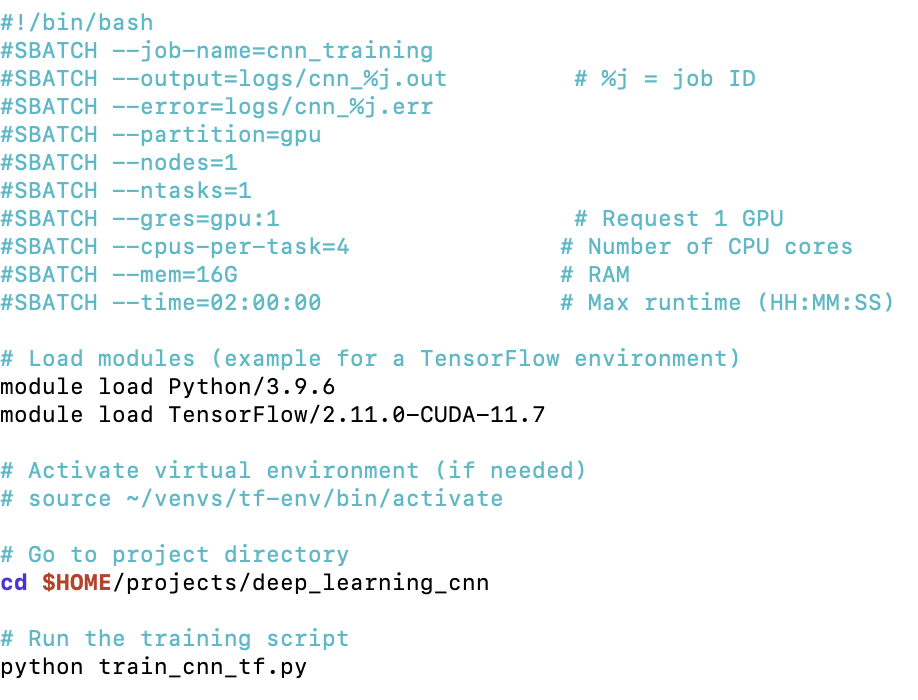 #!/bin/bash
#SBATCH --job-name=cnn_training
#SBATCH --output=logs/cnn_%j.out # %j = job ID
#SBATCH --error=logs/cnn_%j.err
#SBATCH --partition=gpu
#SBATCH --nodes=1
#SBATCH --ntasks=1
#SBATCH --gres=gpu:1 # Request 1 GPU
#SBATCH --cpus-per-task=4 # Number of CPU cores
#SBATCH --mem=16G # RAM
#SBATCH --time=02:00:00 # Max runtime (HH:MM:SS)
# Load modules (example for a TensorFlow environment)
module load Python/3.9.6
module load TensorFlow/2.11.0-CUDA-11.7
# Activate virtual environment (if needed)
# source ~/venvs/tf-env/bin/activate
# Go to project directory
cd $HOME/projects/deep_learning_cnn
# Run the training script
python train_cnn_tf.py